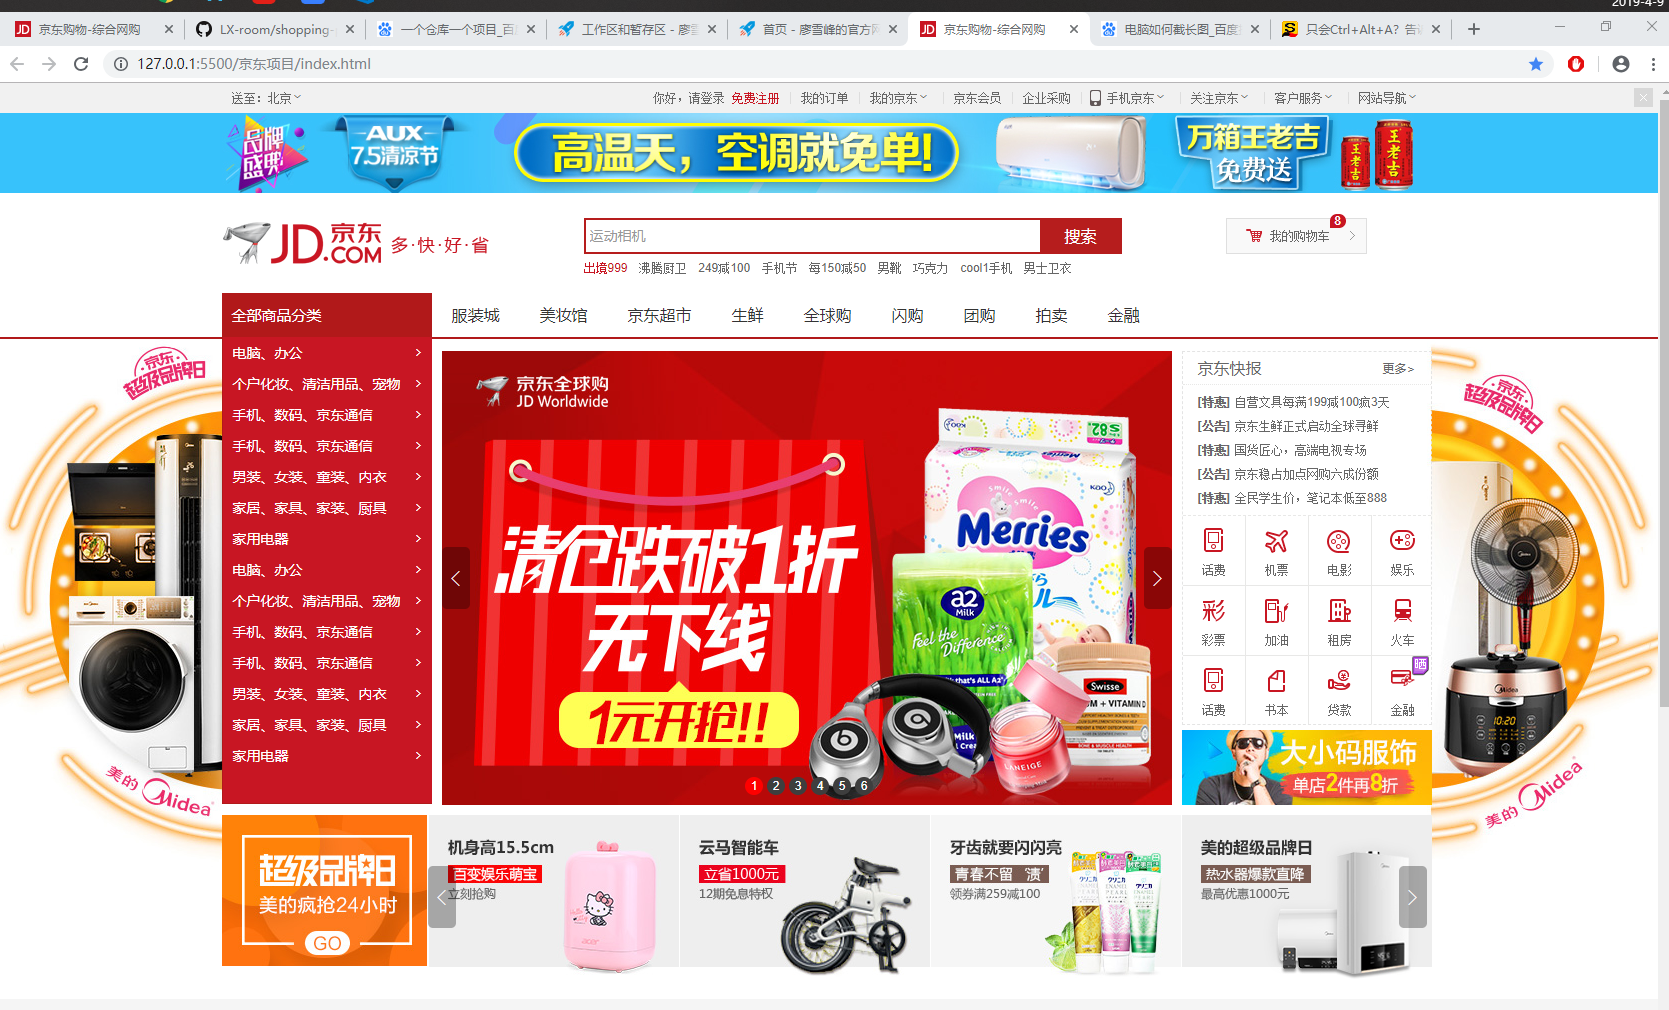 2019-4-9
京东购物-综合网购
LX-room/shopping-
一个仓库一个项目_百
工作区和暂存区 - 廖雪
首页 - 廖雪峰的官方网
京东购物-综合网购
电脑如何截长图_百度
只会Ctrl+Alt+A？告
127.0.0.1:5500/京东项目/index.html
送至：北京
你好，请登录 免费注册 我的订单 我的京东 京东会员 企业采购 手机京东 关注京东 客户服务 网站导航
品牌盛典
AUX
7.5清凉节
高温天，空调就免单!
万箱王老吉
免费送
王老吉
王老吉
JD.COM 京东
多·快·好·省
运动相机
搜索
我的购物车
8
出境999 沸腾厨卫 249减100 手机节 每150减50 男靴 巧克力 cool1手机 男士卫衣
全部商品分类 服装城 美妆馆 京东超市 生鲜 全球购 闪购 团购 拍卖 金融
电脑、办公 >
个户化妆、清洁用品、宠物 >
手机、数码、京东通信 >
手机、数码、京东通信 >
男装、女装、童装、内衣 >
家居、家具、家装、厨具 >
家用电器 >
电脑、办公 >
个户化妆、清洁用品、宠物 >
手机、数码、京东通信 >
手机、数码、京东通信 >
男装、女装、童装、内衣 >
家居、家具、家装、厨具 >
家用电器 >
京东
超级品牌日
美的 Midea
京东全球购
JD Worldwide
清仓跌破1折
无下线
1元开抢!!
Merries
a2
Milk
Feel the Difference
that's ALL A2
Swisse
LANEIGE
1 2 3 4 5 6
京东快报 更多>
[特惠] 自营文具每满199减100疯3天
[公告] 京东生鲜正式启动全球寻鲜
[特惠] 国货匠心，高端电视专场
[公告] 京东稳占加点网购六成份额
[特惠] 全民学生价，笔记本低至888
话费 机票 电影 娱乐
彩票 加油 租房 火车
晒
话费 书本 贷款 金融
大小码服饰
单店2件再8折
京东
超级品牌日
Midea
10:20
美的 Midea
超级品牌日
美的疯抢24小时
GO
机身高15.5cm
百变娱乐萌宝
立刻抢购
acer
云马智能车
立省1000元
12期免息特权
牙齿就要闪闪亮
青春不留‘渍’
领券满259减100
美的超级品牌日
热水器爆款直降
最高优惠1000元